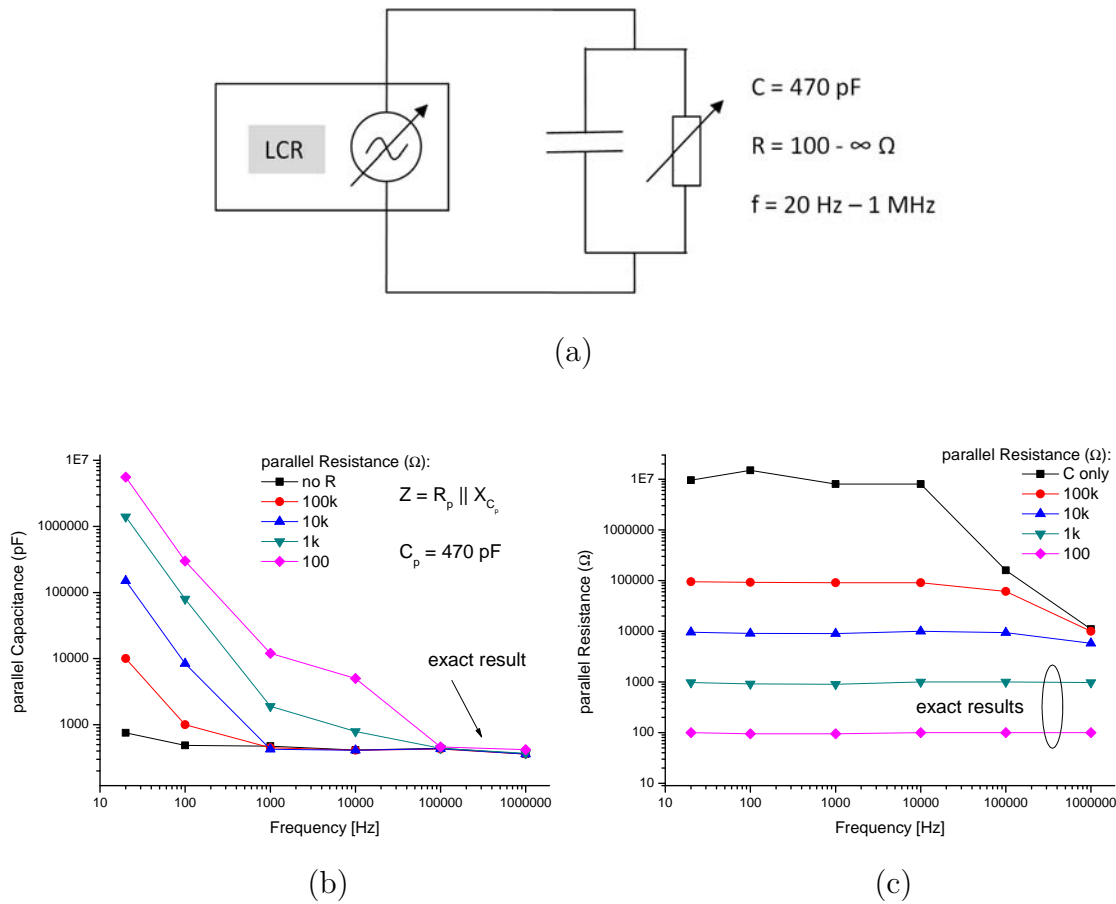 LCR
C = 470 pF
R = 100 - ∞ Ω
f = 20 Hz – 1 MHz
(a)
parallel Capacitance (pF)
1E7
1000000
100000
10000
1000
10
100
1000
10000
100000
1000000
Frequency [Hz]
parallel Resistance (Ω):
no R
100k
10k
1k
100
Z = R_p || X_C_p
C_p = 470 pF
exact result
(b)
parallel Resistance (Ω)
1E7
1000000
100000
10000
1000
100
10
10
100
1000
10000
100000
1000000
Frequency [Hz]
parallel Resistance (Ω):
C only
100k
10k
1k
100
exact results
(c)